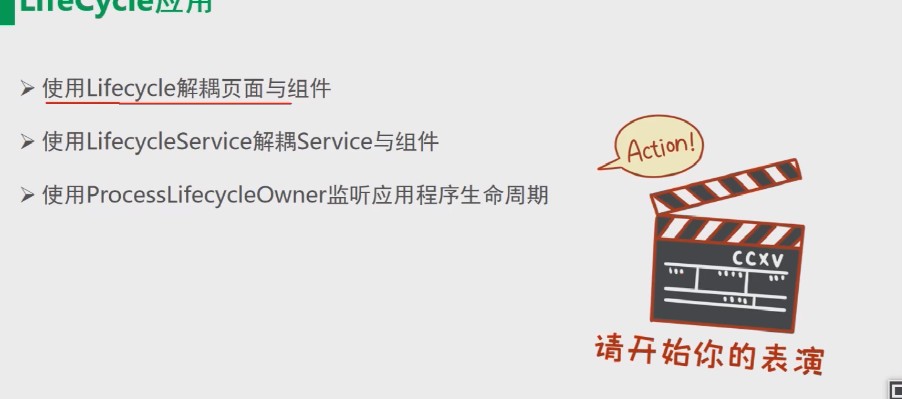 LifeCycle应用
使用Lifecycle解耦页面与组件
使用LifecycleService解耦Service与组件
使用ProcessLifecycleOwner监听应用程序生命周期
Action!
CCXV
请开始你的表演